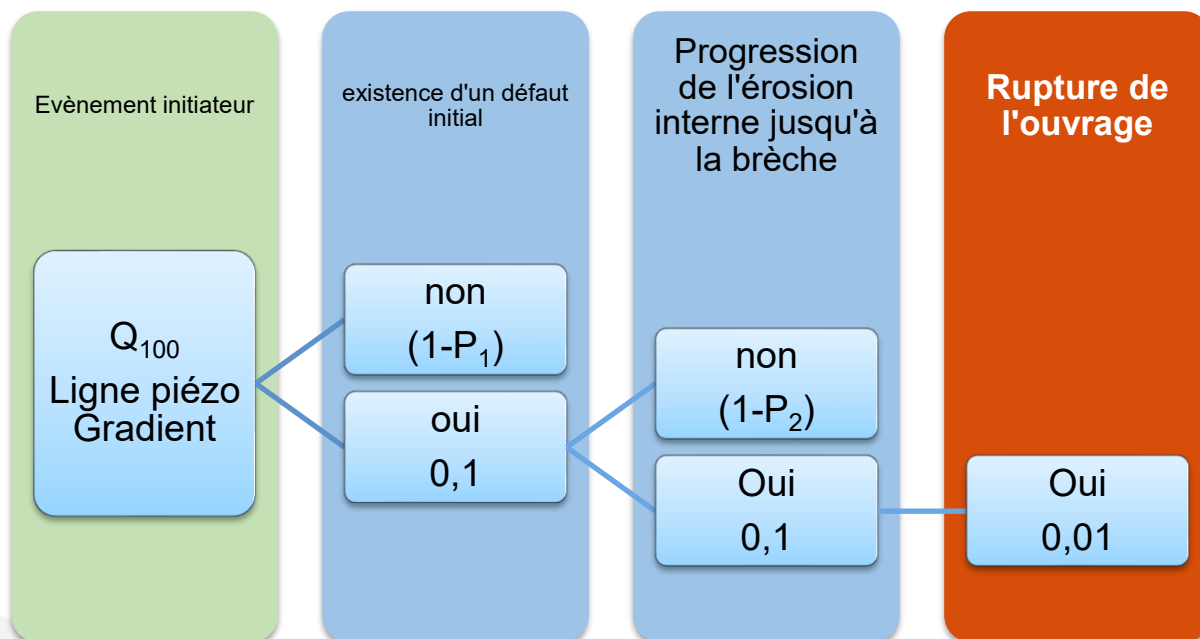 Evènement initiateur
existence d'un défaut
initial
Progression
de l'érosion
interne jusqu'à
la brèche
Rupture de
l'ouvrage
Q₁₀₀
Ligne piézo
Gradient
non
(1-P₁)
oui
0,1
non
(1-P₂)
Oui
0,1
Oui
0,01